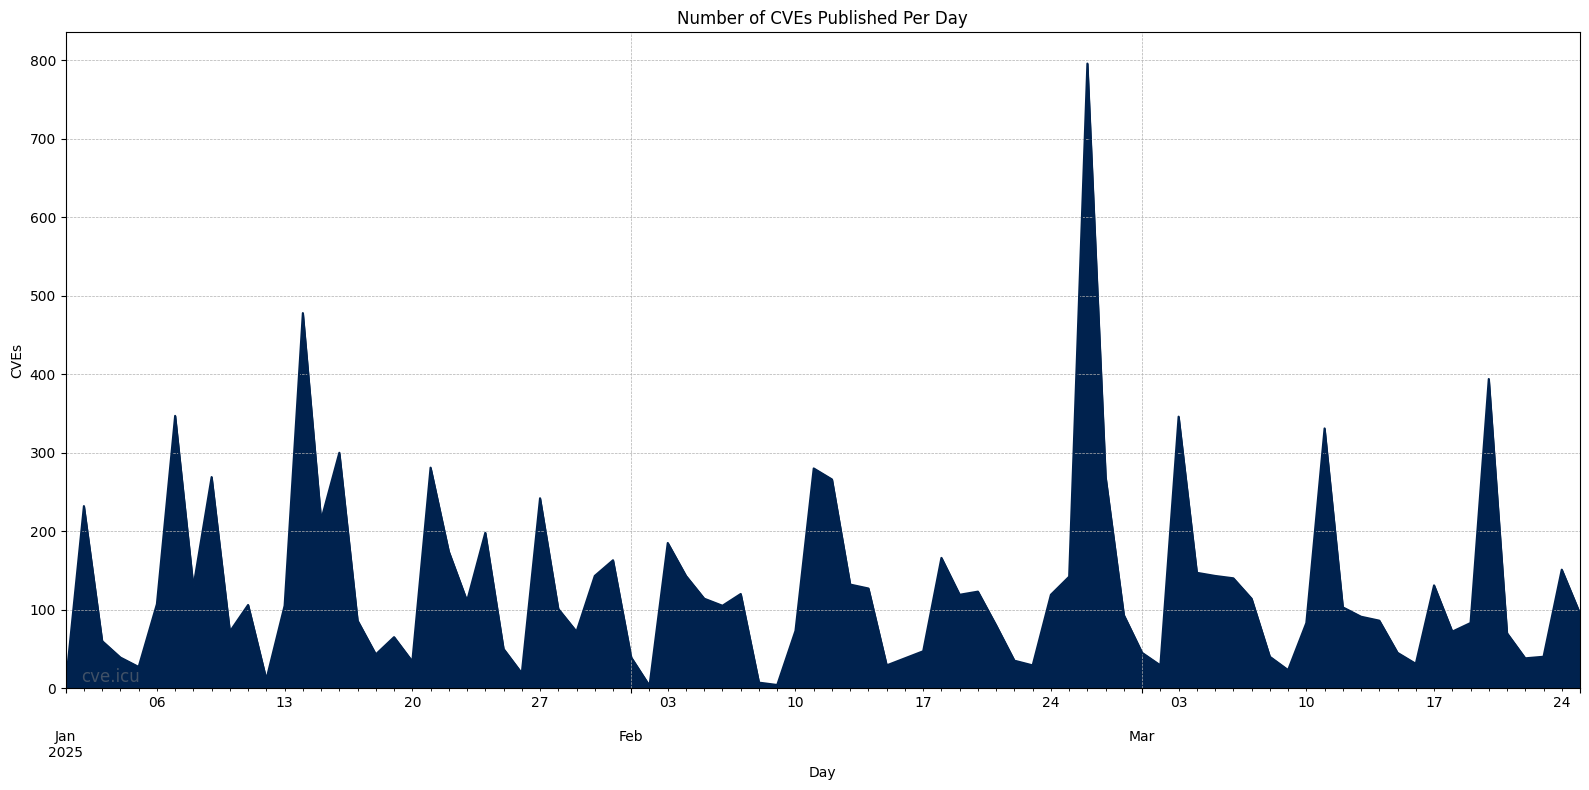 Number of CVEs Published Per Day
800
700
600
500
400
300
200
100
0
CVEs
cve.icu
06 13 20 27 03 10 17 24 03 10 17 24
Jan Feb Mar
2025
Day